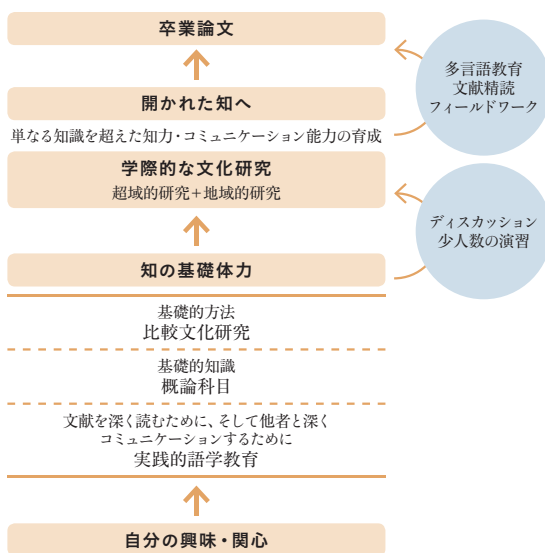 卒業論文
開かれた知へ
単なる知識を超えた知力・コミュニケーション能力の育成
学際的な文化研究
超域的研究+地域的研究
知の基礎体力
基礎的方法
比較文化研究
基礎的知識
概論科目
文献を深く読むために、そして他者と深く
コミュニケーションするために
実践的語学教育
自分の興味・関心
多言語教育
文献精読
フィールドワーク
ディスカッション
少人数の演習